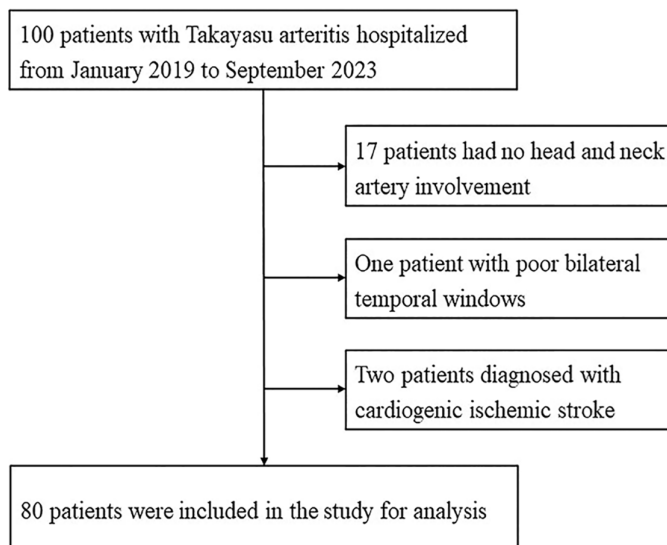 100 patients with Takayasu arteritis hospitalized
from January 2019 to September 2023
17 patients had no head and neck
artery involvement
One patient with poor bilateral
temporal windows
Two patients diagnosed with
cardiogenic ischemic stroke
80 patients were included in the study for analysis